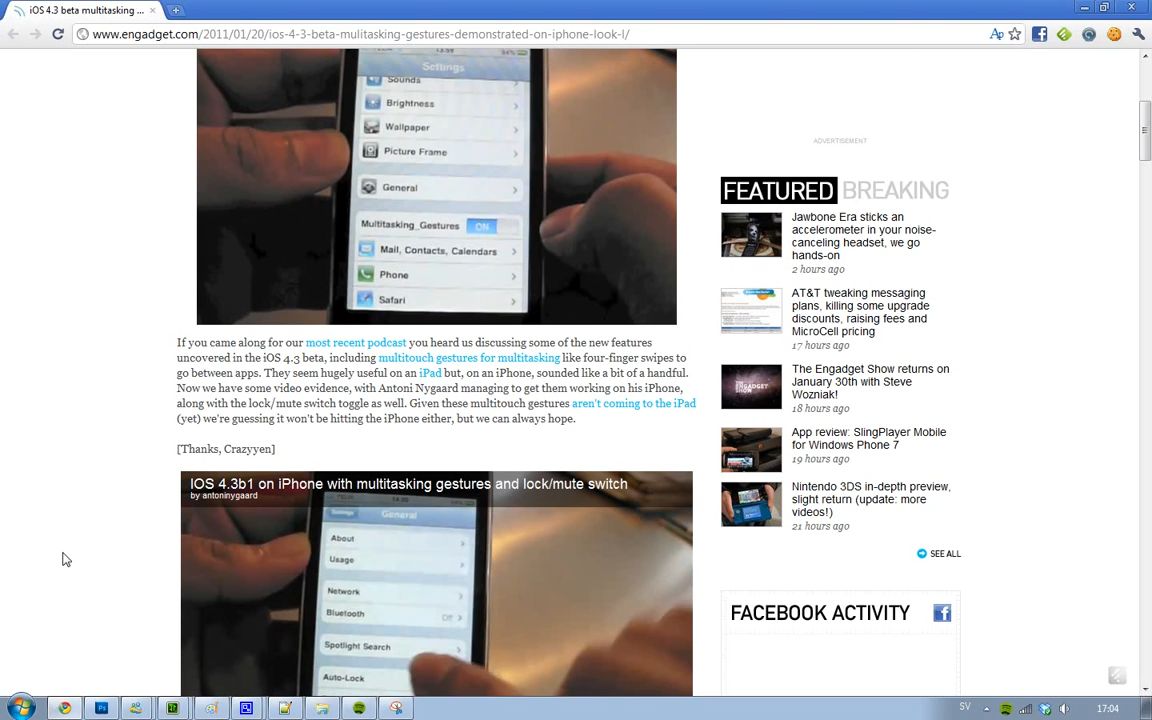 iOS 4.3 beta multitasking ...
www.engadget.com/2011/01/20/ios-4-3-beta-mulitasking-gestures-demonstrated-on-iphone-look-i/
Settings
Sounds
Brightness
Wallpaper
Picture Frame
General
Multitasking_Gestures ON
Mail, Contacts, Calendars
Phone
Safari
If you came along for our most recent podcast you heard us discussing some of the new features
uncovered in the iOS 4.3 beta, including multitouch gestures for multitasking like four-finger swipes to
go between apps. They seem hugely useful on an iPad but, on an iPhone, sounded like a bit of a handful.
Now we have some video evidence, with Antoni Nygaard managing to get them working on his iPhone,
along with the lock/mute switch toggle as well. Given these multitouch gestures aren't coming to the iPad
(yet) we're guessing it won't be hitting the iPhone either, but we can always hope.
[Thanks, Crazyyen]
IOS 4.3b1 on iPhone with multitasking gestures and lock/mute switch
by antoninygaard
Settings General
About
Usage
Network
Bluetooth Off
Spotlight Search
Auto-Lock
ADVERTISEMENT
FEATURED BREAKING
Jawbone Era sticks an
accelerometer in your noise-
canceling headset, we go
hands-on
2 hours ago
AT&T tweaking messaging
plans, killing some upgrade
discounts, raising fees and
MicroCell pricing
17 hours ago
The Engadget Show returns on
January 30th with Steve
Wozniak!
18 hours ago
App review: SlingPlayer Mobile
for Windows Phone 7
19 hours ago
Nintendo 3DS in-depth preview,
slight return (update: more
videos!)
21 hours ago
SEE ALL
FACEBOOK ACTIVITY
SV
17:04